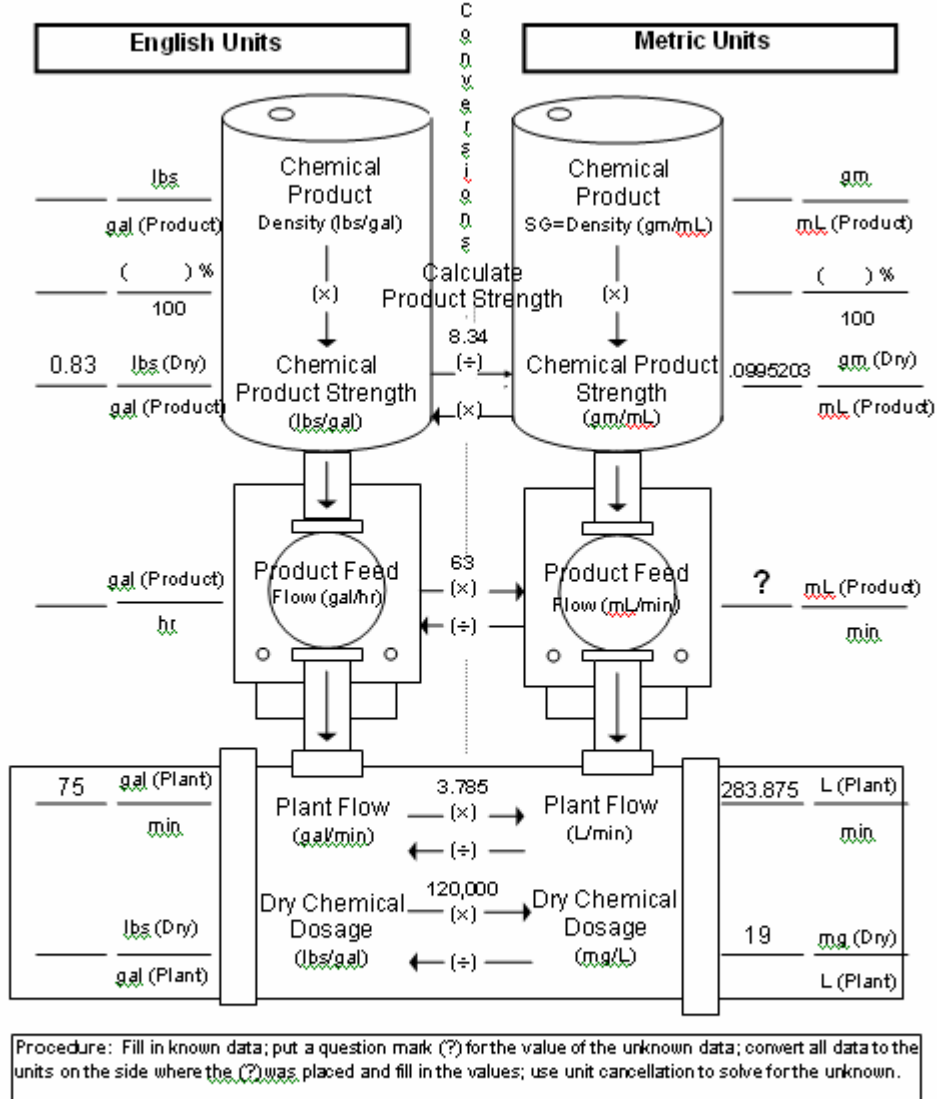 English Units
Conversions
Metric Units
Chemical
Product
Density (lbs/gal)
(×)
Chemical
Product Strength
(lbs/gal)
lbs
gal (Product)
( ) %
100
0.83 lbs (Dry)
gal (Product)
Calculate
Product Strength
8.34
(÷)
(×)
Chemical
Product
SG=Density (gm/mL)
(×)
Chemical Product
Strength
(gm/mL)
gm
mL (Product)
( ) %
100
.0995203 gm (Dry)
mL (Product)
gal (Product)
hr
Product Feed
Flow (gal/hr)
63
(×)
(÷)
Product Feed
Flow (mL/min)
? mL (Product)
min
75 gal (Plant)
min
Plant Flow
(gal/min)
3.785
(×)
(÷)
Plant Flow
(L/min)
283.875 L (Plant)
min
lbs (Dry)
gal (Plant)
Dry Chemical
Dosage
(lbs/gal)
120,000
(×)
(÷)
Dry Chemical
Dosage
(mg/L)
19 mg (Dry)
L (Plant)
Procedure: Fill in known data; put a question mark (?) for the value of the unknown data; convert all data to the
units on the side where the (?) was placed and fill in the values; use unit cancellation to solve for the unknown.